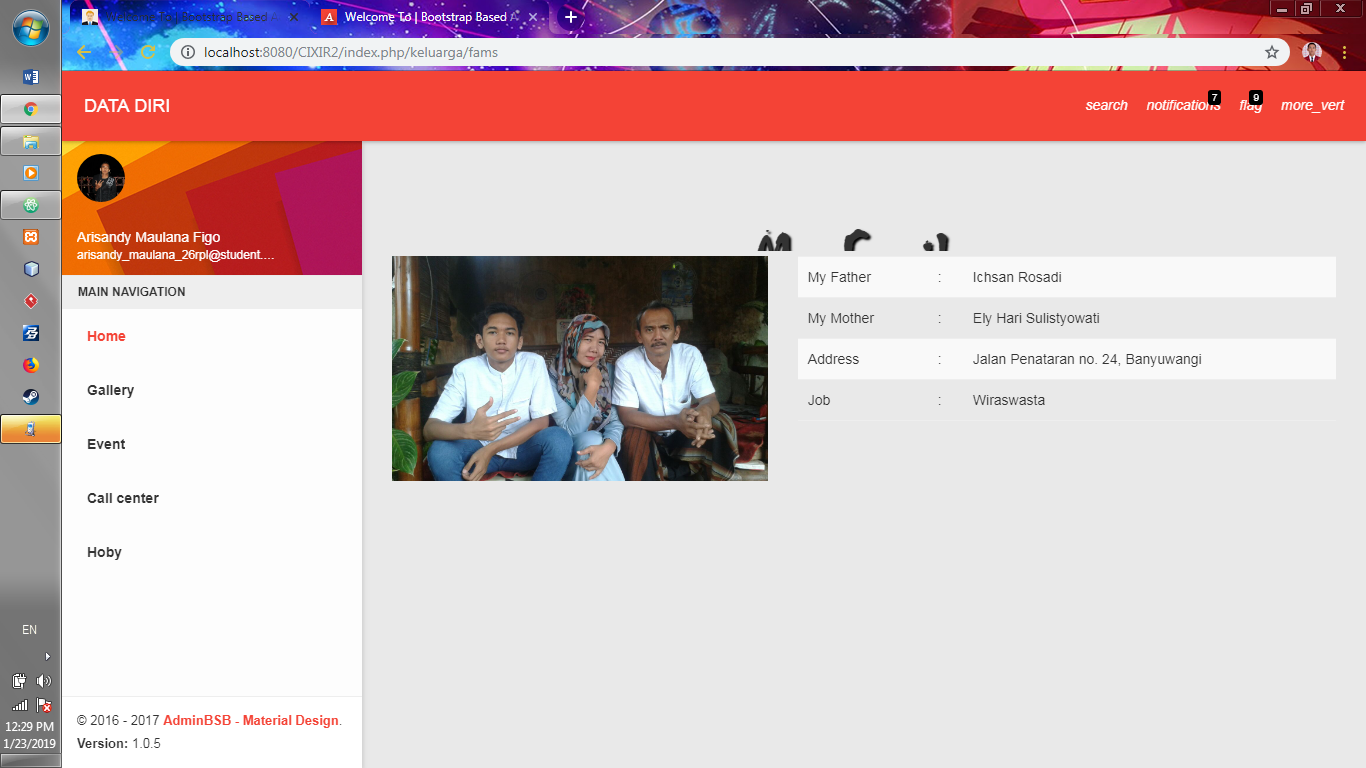 Welcome To | Bootstrap Based A
Welcome To | Bootstrap Based A
localhost:8080/CIXIR2/index.php/keluarga/fams
DATA DIRI
search
notifications
7
flag
9
more_vert
Arisandy Maulana Figo
arisandy_maulana_26rpl@student....
MAIN NAVIGATION
Home
Gallery
Event
Call center
Hoby
My Father : Ichsan Rosadi
My Mother : Ely Hari Sulistyowati
Address : Jalan Penataran no. 24, Banyuwangi
Job : Wiraswasta
© 2016 - 2017 AdminBSB - Material Design.
Version: 1.0.5
EN
12:29 PM
1/23/2019